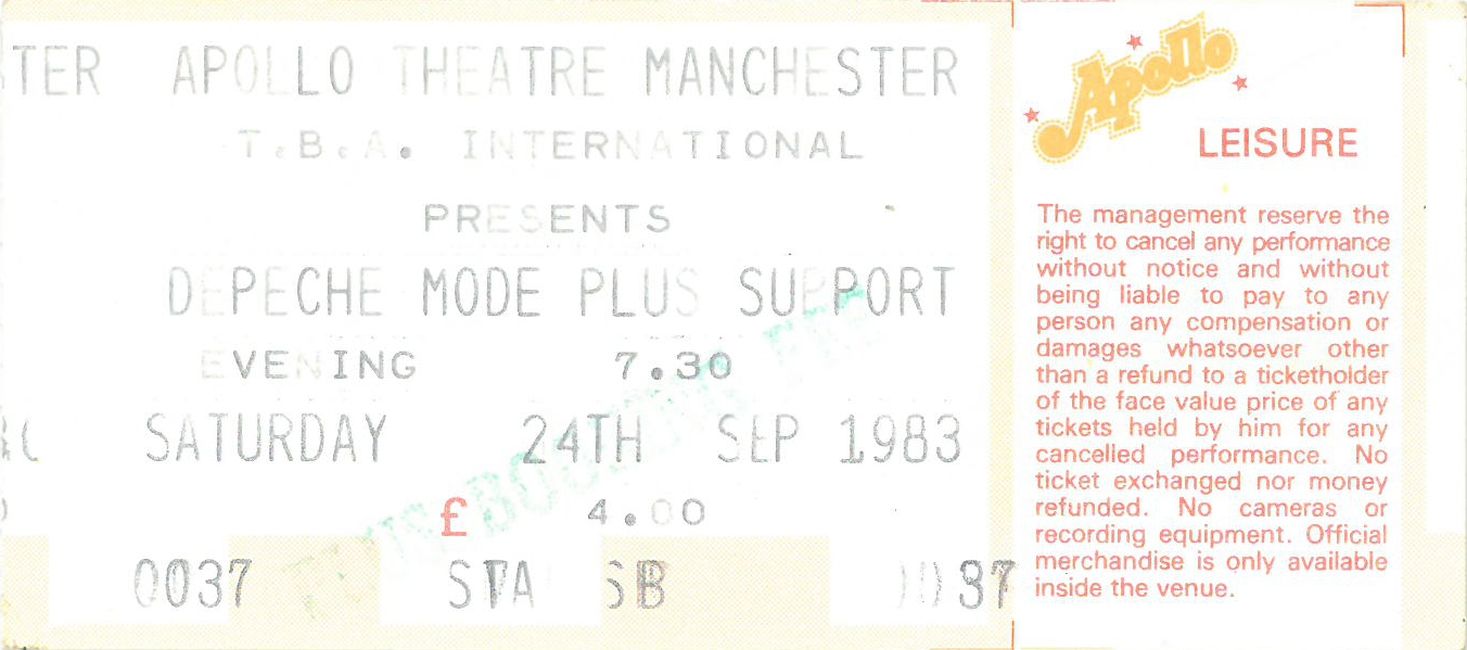 TER APOLLO THEATRE MANCHESTER
T.B.A. INTERNATIONAL
PRESENTS
DEPECHE MODE PLUS SUPPORT
EVENING 7.30
SATURDAY 24TH SEP 1983
£ 4.00
0037 STA 37
Apollo
LEISURE
The management reserve the
right to cancel any performance
without notice and without
being liable to pay to any
person any compensation or
damages whatsoever other
than a refund to a ticketholder
of the face value price of any
tickets held by him for any
cancelled performance. No
ticket exchanged nor money
refunded. No cameras or
recording equipment. Official
merchandise is only available
inside the venue.